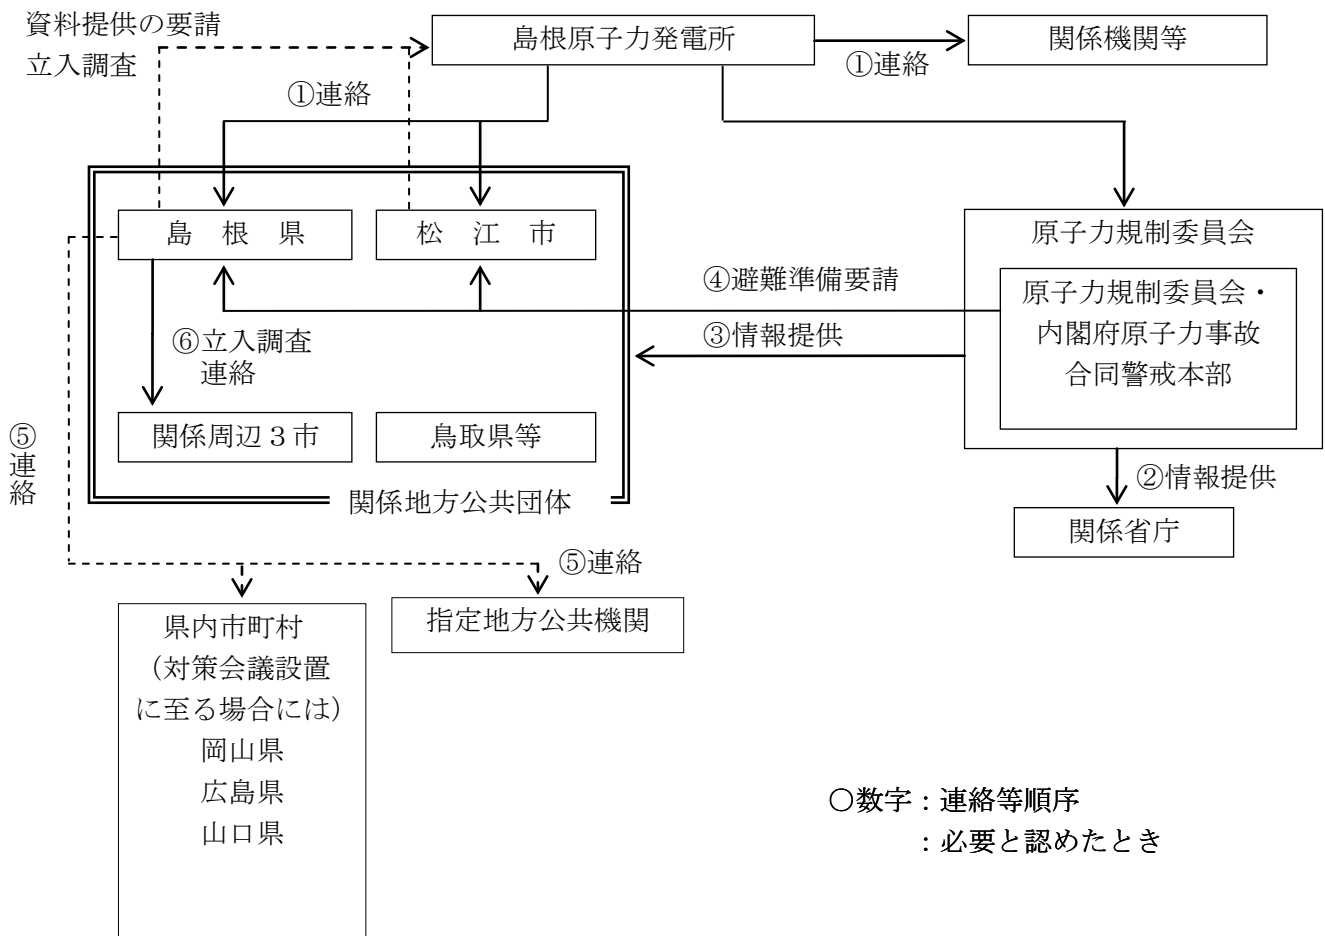 資料提供の要請
立入調査
島根原子力発電所
関係機関等
①連絡
①連絡
島　根　県
松　江　市
原子力規制委員会
原子力規制委員会・
内閣府原子力事故
合同警戒本部
④避難準備要請
③情報提供
⑥立入調査
連絡
関係周辺３市
鳥取県等
⑤連絡
関係地方公共団体
②情報提供
関係省庁
⑤連絡
県内市町村
（対策会議設置
に至る場合には）
岡山県
広島県
山口県
指定地方公共機関
○数字：連絡等順序
：必要と認めたとき